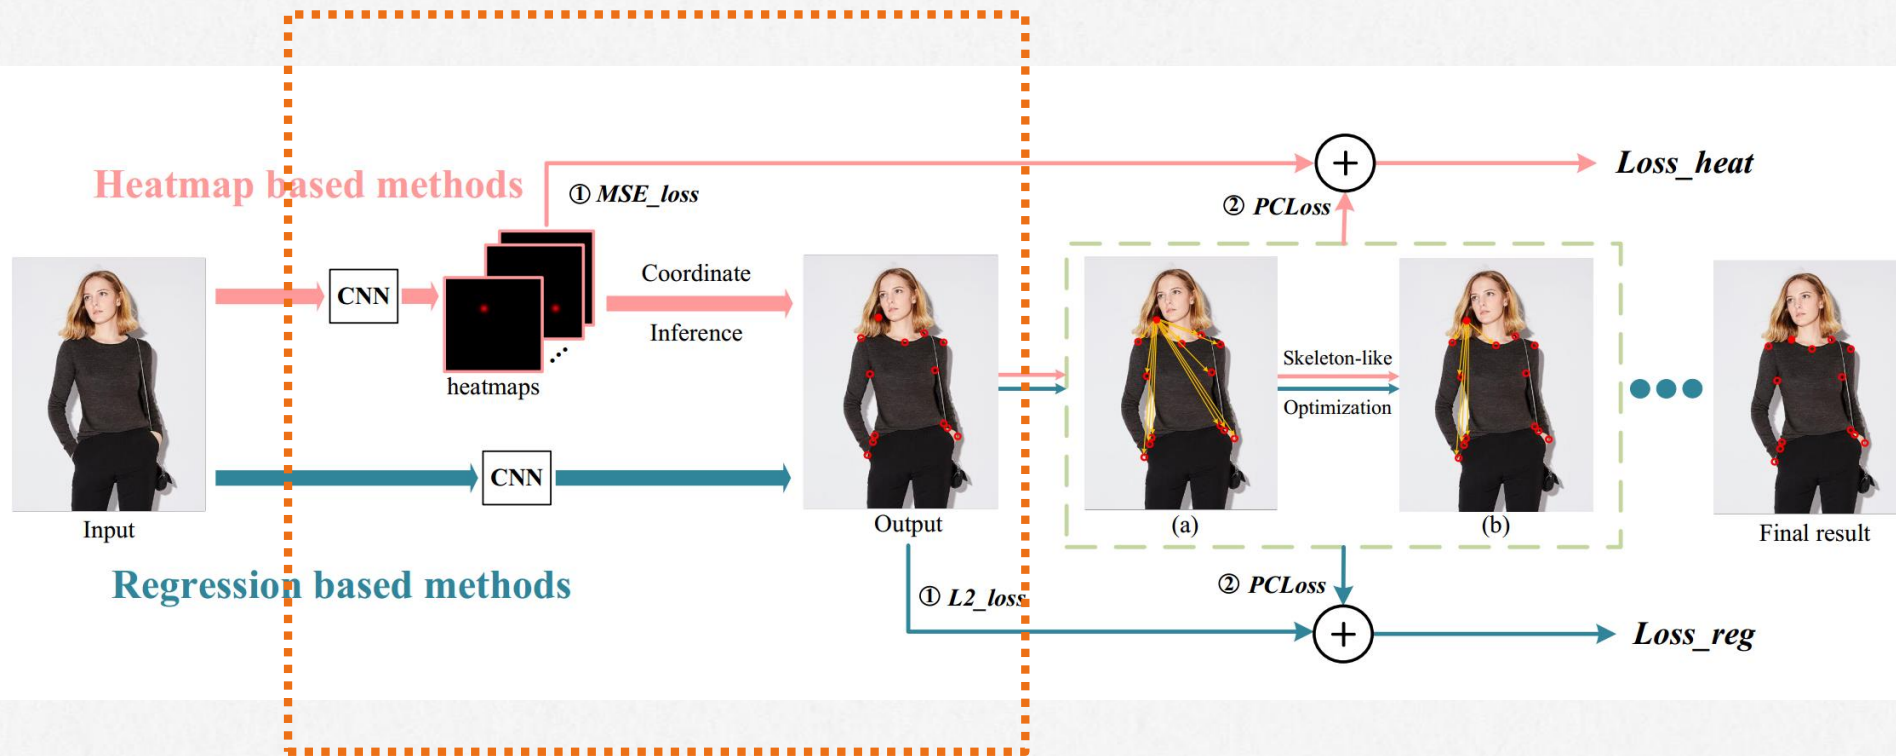 Heatmap based methods
① MSE_loss
② PCLoss
Loss_heat
CNN
Coordinate
Inference
heatmaps
Skeleton-like
Optimization
CNN
Input
Output
(a)
(b)
Final result
Regression based methods
① L2_loss
② PCLoss
Loss_reg